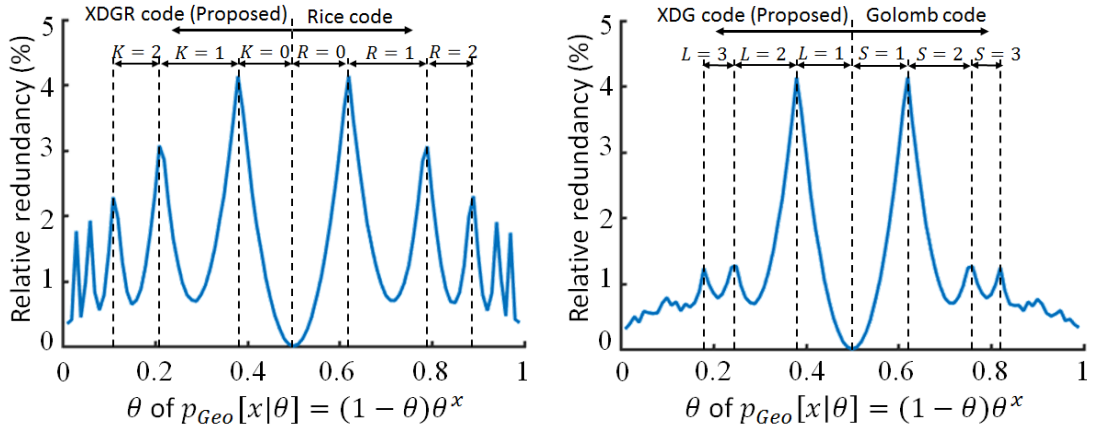 XDGR code (Proposed) Rice code
K = 2 K = 1 K = 0 R = 0 R = 1 R = 2
Relative redundancy (%)
5
4
3
2
1
0
0 0.2 0.4 0.6 0.8 1
θ of p_Geo[x|θ] = (1 − θ)θ^x
XDG code (Proposed) Golomb code
L = 3 L = 2 L = 1 S = 1 S = 2 S = 3
Relative redundancy (%)
5
4
3
2
1
0
0 0.2 0.4 0.6 0.8 1
θ of p_Geo[x|θ] = (1 − θ)θ^x